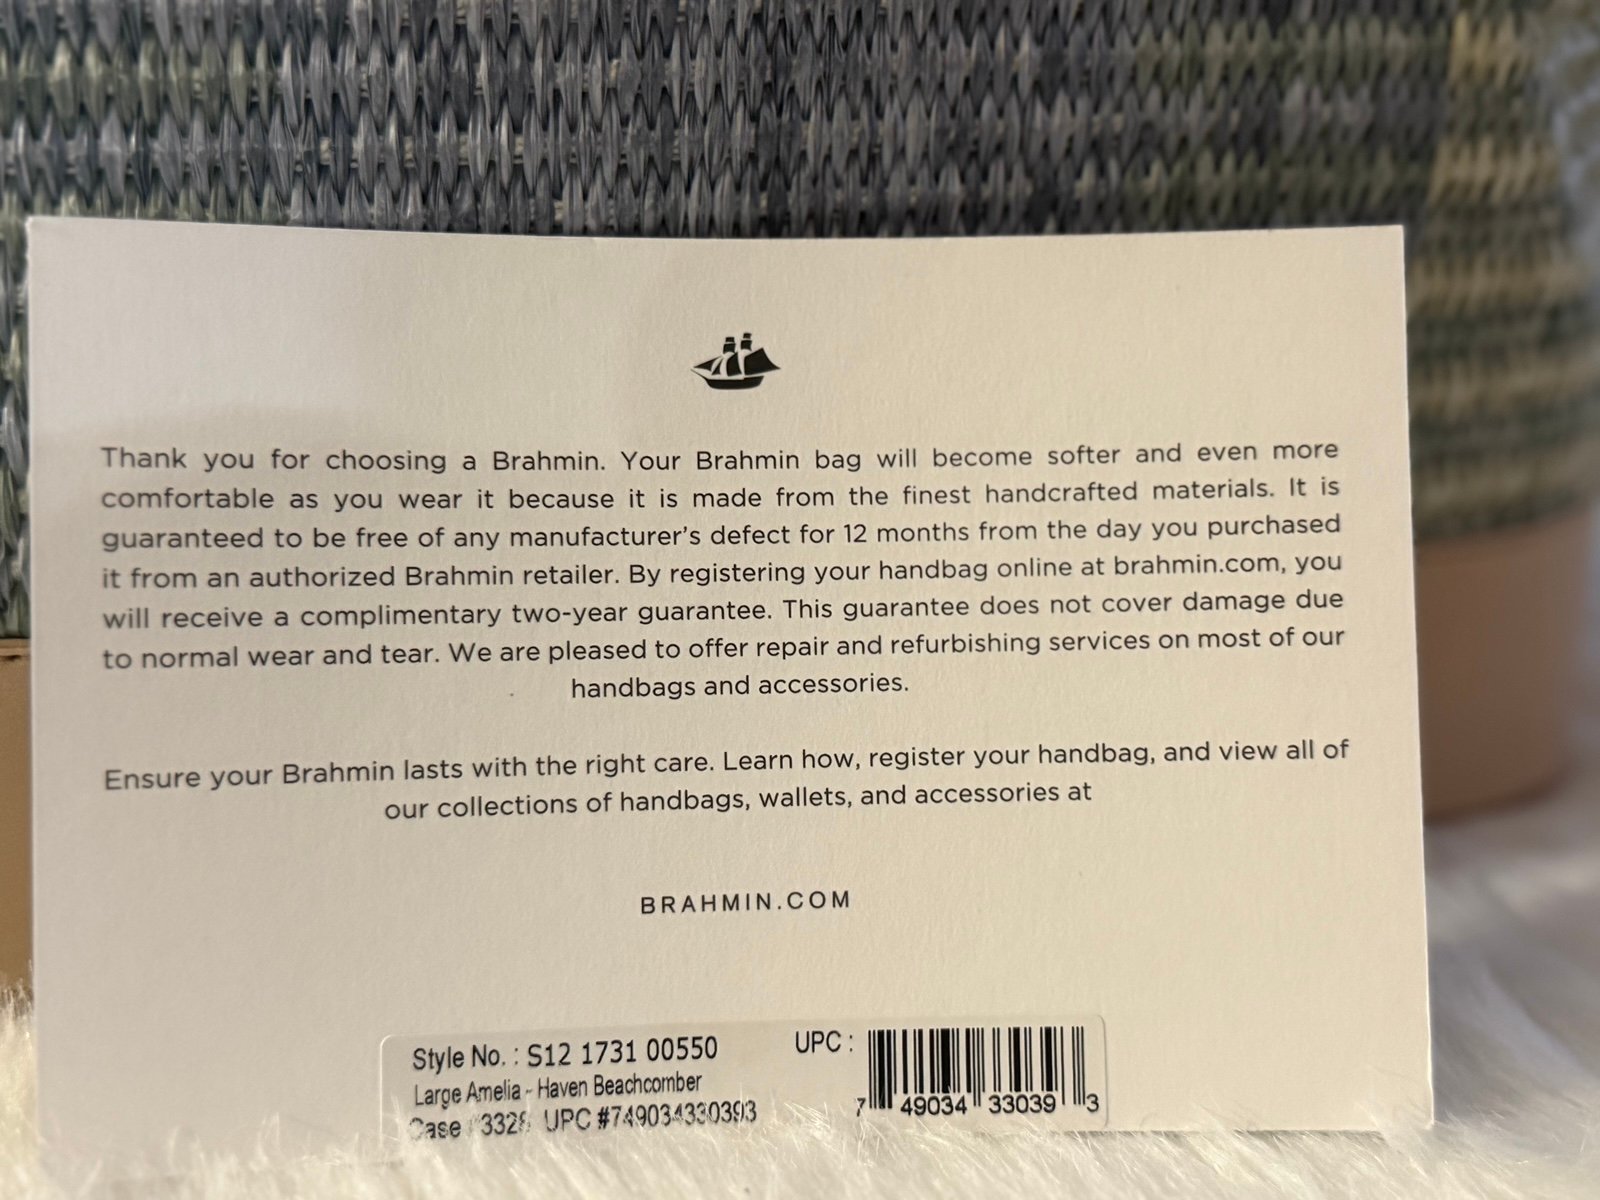 Thank you for choosing a Brahmin. Your Brahmin bag will become softer and even more
comfortable as you wear it because it is made from the finest handcrafted materials. It is
guaranteed to be free of any manufacturer's defect for 12 months from the day you purchased
it from an authorized Brahmin retailer. By registering your handbag online at brahmin.com, you
will receive a complimentary two-year guarantee. This guarantee does not cover damage due
to normal wear and tear. We are pleased to offer repair and refurbishing services on most of our
handbags and accessories.
Ensure your Brahmin lasts with the right care. Learn how, register your handbag, and view all of
our collections of handbags, wallets, and accessories at
BRAHMIN.COM
Style No. : S12 1731 00550
Large Amelia - Haven Beachcomber
Case UPC #749034330393
UPC :
7 49034 33039 3